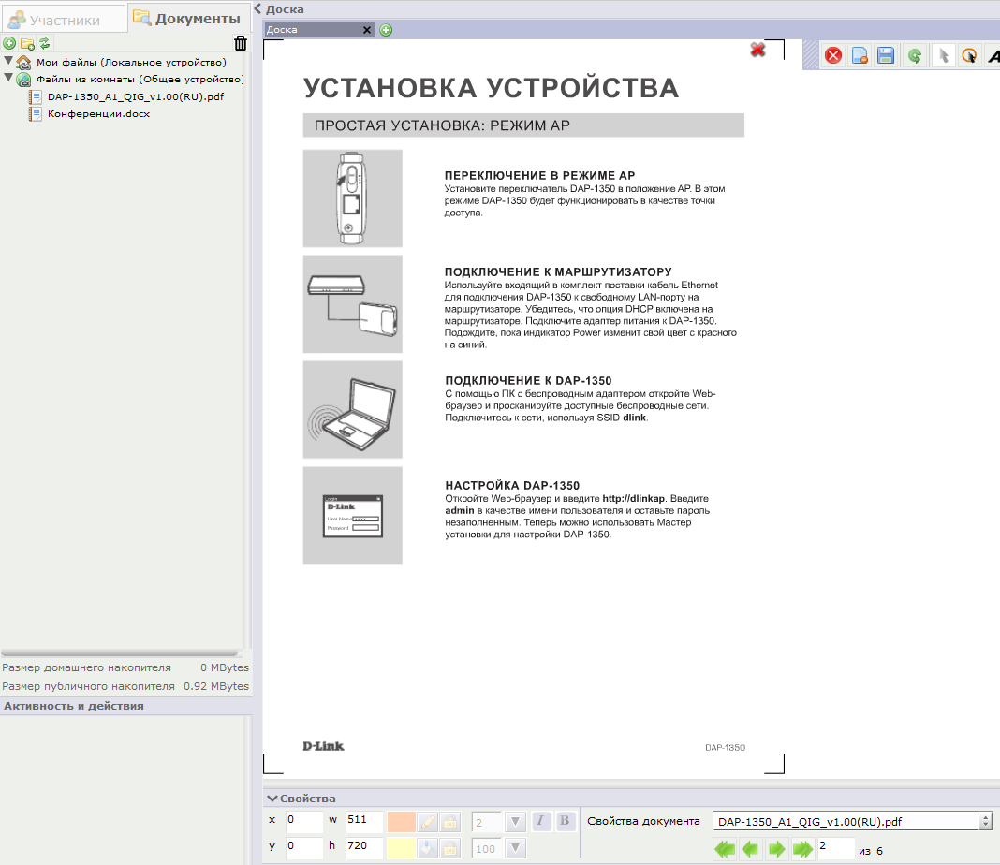 Участники
Документы
Доска
Доска
Мои файлы (Локальное устройство)
Файлы из комнаты (Общее устройство)
DAP-1350_A1_QIG_v1.00(RU).pdf
Конференции.docx
УСТАНОВКА УСТРОЙСТВА
ПРОСТАЯ УСТАНОВКА: РЕЖИМ AP
ПЕРЕКЛЮЧЕНИЕ В РЕЖИМЕ AP
Установите переключатель DAP-1350 в положение AP. В этом
режиме DAP-1350 будет функционировать в качестве точки
доступа.
ПОДКЛЮЧЕНИЕ К МАРШРУТИЗАТОРУ
Используйте входящий в комплект поставки кабель Ethernet
для подключения DAP-1350 к свободному LAN-порту на
маршрутизаторе. Убедитесь, что опция DHCP включена на
маршрутизаторе. Подключите адаптер питания к DAP-1350.
Подождите, пока индикатор Power изменит свой цвет с красного
на синий.
ПОДКЛЮЧЕНИЕ К DAP-1350
С помощью ПК с беспроводным адаптером откройте Web-
браузер и просканируйте доступные беспроводные сети.
Подключитесь к сети, используя SSID dlink.
НАСТРОЙКА DAP-1350
Откройте Web-браузер и введите http://dlinkap. Введите
admin в качестве имени пользователя и оставьте пароль
незаполненным. Теперь можно использовать Мастер
установки для настройки DAP-1350.
Login
D-Link
User Name
Password
D-Link
DAP-1350
Размер домашнего накопителя 0 MBytes
Размер публичного накопителя 0.92 MBytes
Активность и действия
Свойства
x 0 w 511 2 I B
Свойства документа DAP-1350_A1_QIG_v1.00(RU).pdf
y 0 h 720 100
2 из 6